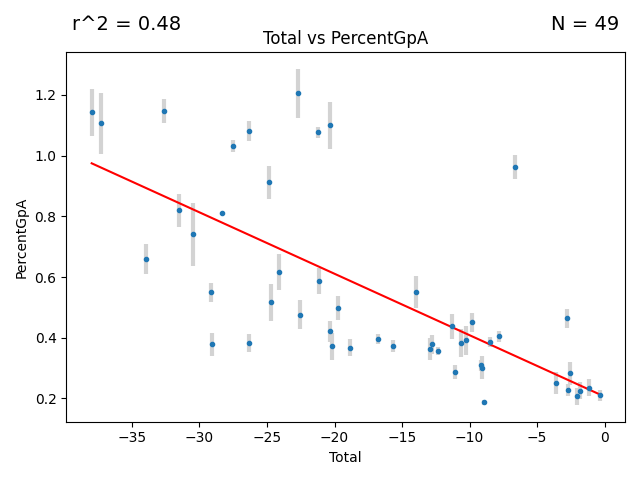 r^2 = 0.48
N = 49
Total vs PercentGpA
PercentGpA
1.2
1.0
0.8
0.6
0.4
0.2
−35
−30
−25
−20
−15
−10
−5
0
Total